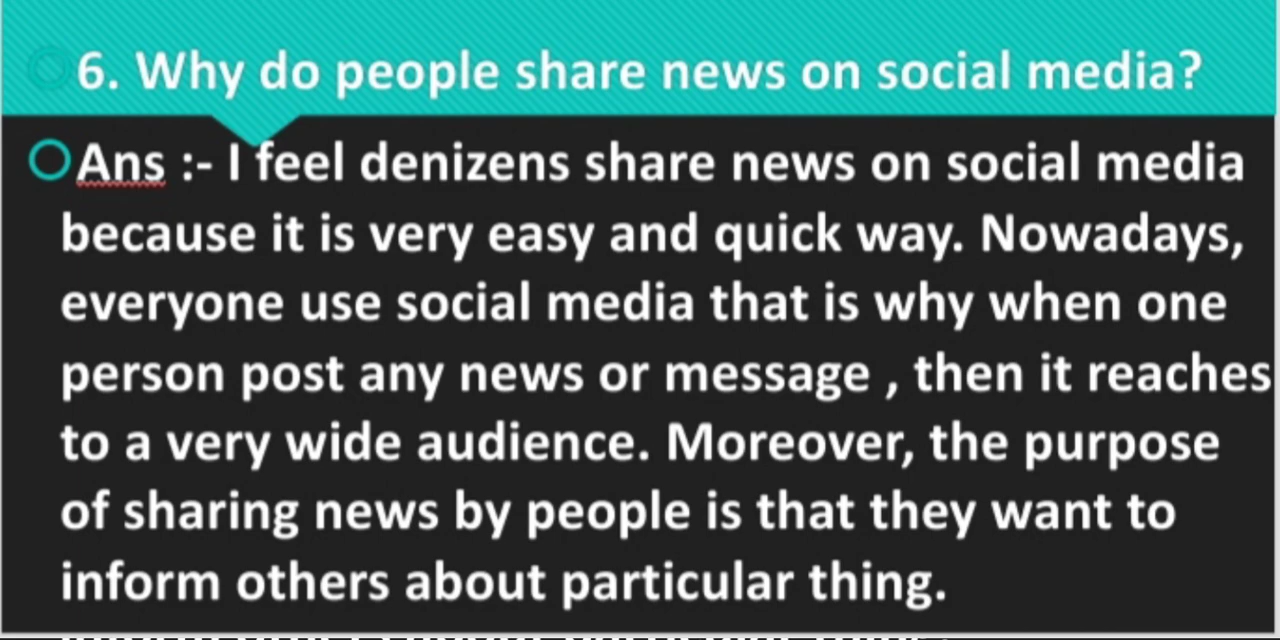 6. Why do people share news on social media?
Ans :- I feel denizens share news on social media
because it is very easy and quick way. Nowadays,
everyone use social media that is why when one
person post any news or message , then it reaches
to a very wide audience. Moreover, the purpose
of sharing news by people is that they want to
inform others about particular thing.